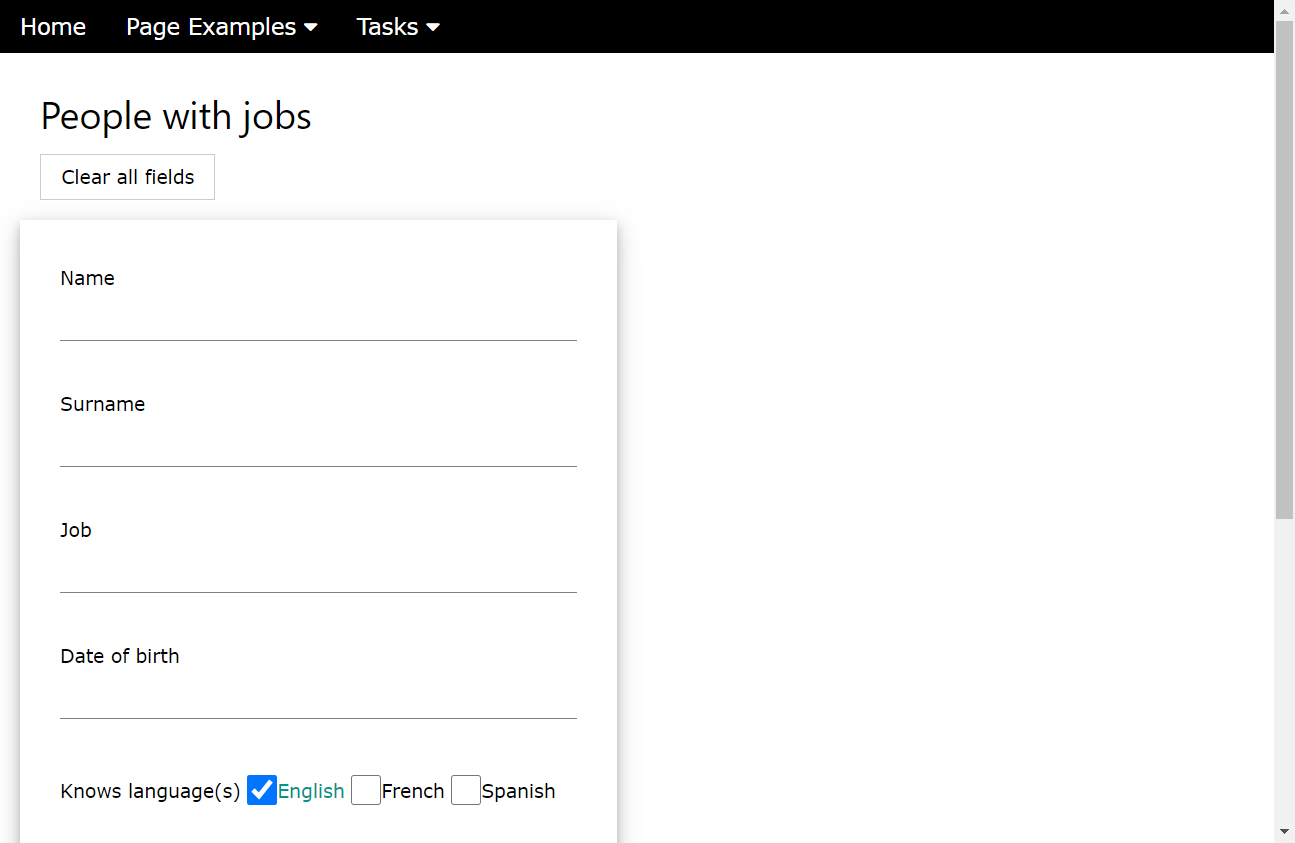 Home Page Examples Tasks
People with jobs
Clear all fields
Name
Surname
Job
Date of birth
Knows language(s) English French Spanish